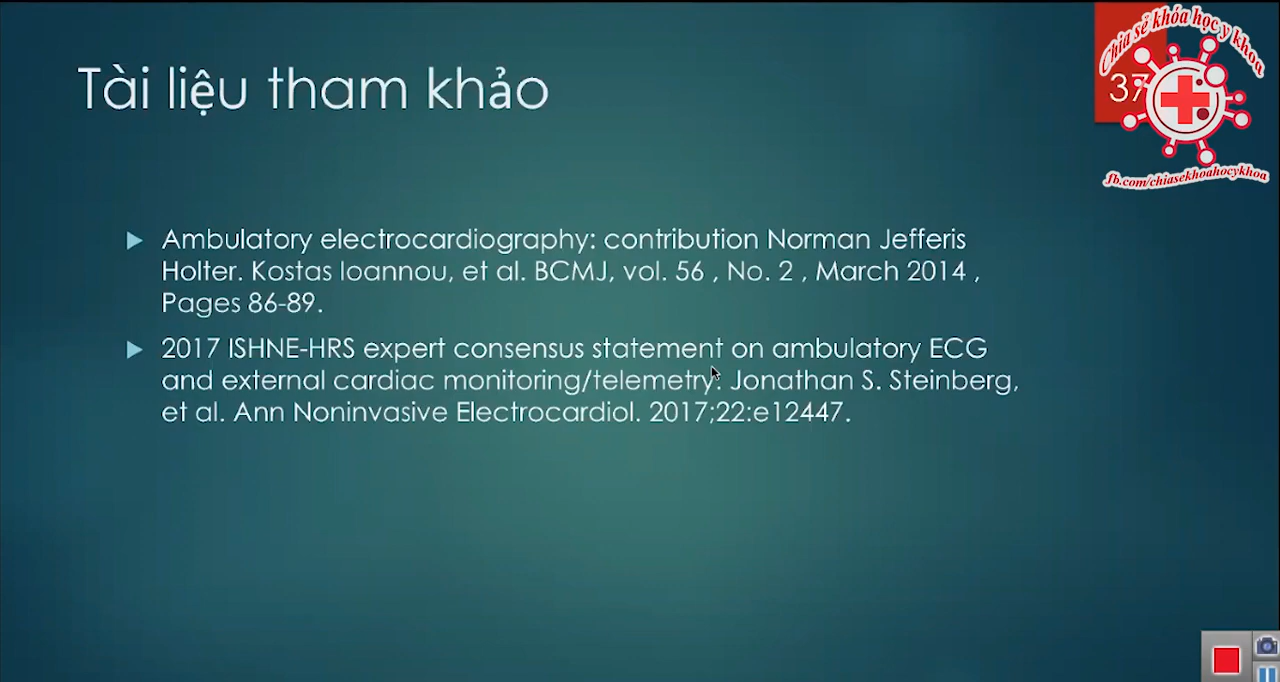 Tài liệu tham khảo
37
Chia sẻ khóa học y khoa
fb.com/chiasekhoahocykhoa
Ambulatory electrocardiography: contribution Norman Jefferis
Holter. Kostas Ioannou, et al. BCMJ, vol. 56 , No. 2 , March 2014 ,
Pages 86-89.
2017 ISHNE-HRS expert consensus statement on ambulatory ECG
and external cardiac monitoring/telemetry. Jonathan S. Steinberg,
et al. Ann Noninvasive Electrocardiol. 2017;22:e12447.